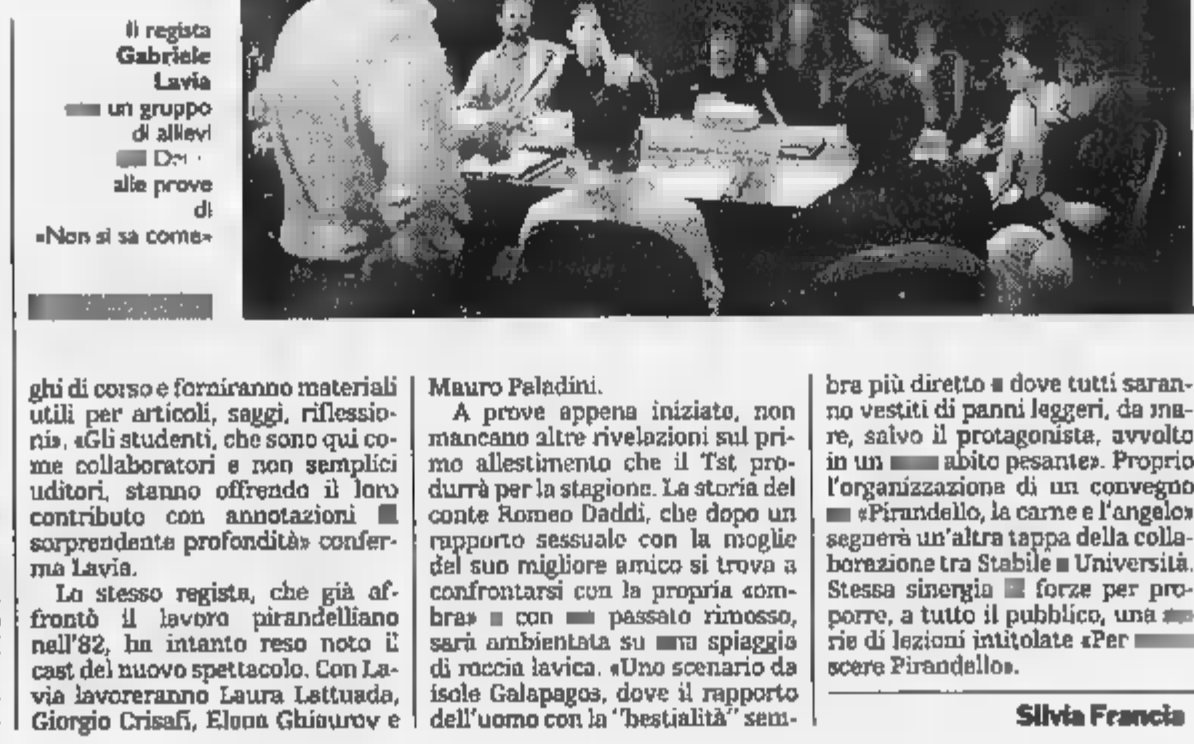 Il regista
Gabriele
Lavia
un gruppo
di allievi
alle prove
di
«Non si sa come»
ghi di corso e forniranno materiali
utili per articoli, saggi, riflessio-
ni». «Gli studenti, che sono qui co-
me collaboratori e non semplici
uditori, stanno offrendo il loro
contributo con annotazioni
sorprendente profondità» confer-
ma Lavia.
Lo stesso regista, che già af-
frontò il lavoro pirandelliano
nell'82, ha intanto reso noto il
cast del nuovo spettacolo. Con La-
via lavoreranno Laura Lattuada,
Giorgio Crisafi, Elena Ghiaurov e
Mauro Paladini.
A prove appena iniziate, non
mancano altre rivelazioni sul pri-
mo allestimento che il Tst pro-
durrà per la stagione. La storia del
conte Romeo Daddi, che dopo un
rapporto sessuale con la moglie
del suo migliore amico si trova a
confrontarsi con la propria «om-
bra» con passato rimosso,
sarà ambientata su una spiaggia
di roccia lavica. «Uno scenario da
isole Galapagos, dove il rapporto
dell'uomo con la "bestialità" sem-
bra più diretto dove tutti saran-
no vestiti di panni leggeri, da ma-
re, salvo il protagonista, avvolto
in un abito pesante». Proprio
l'organizzazione di un convegno
«Pirandello, la carne e l'angelo»
segnerà un'altra tappa della colla-
borazione tra Stabile Università.
Stessa sinergia forze per pro-
porre, a tutto il pubblico, una
rie di lezioni intitolate «Per
scere Pirandello».
Silvia Francia